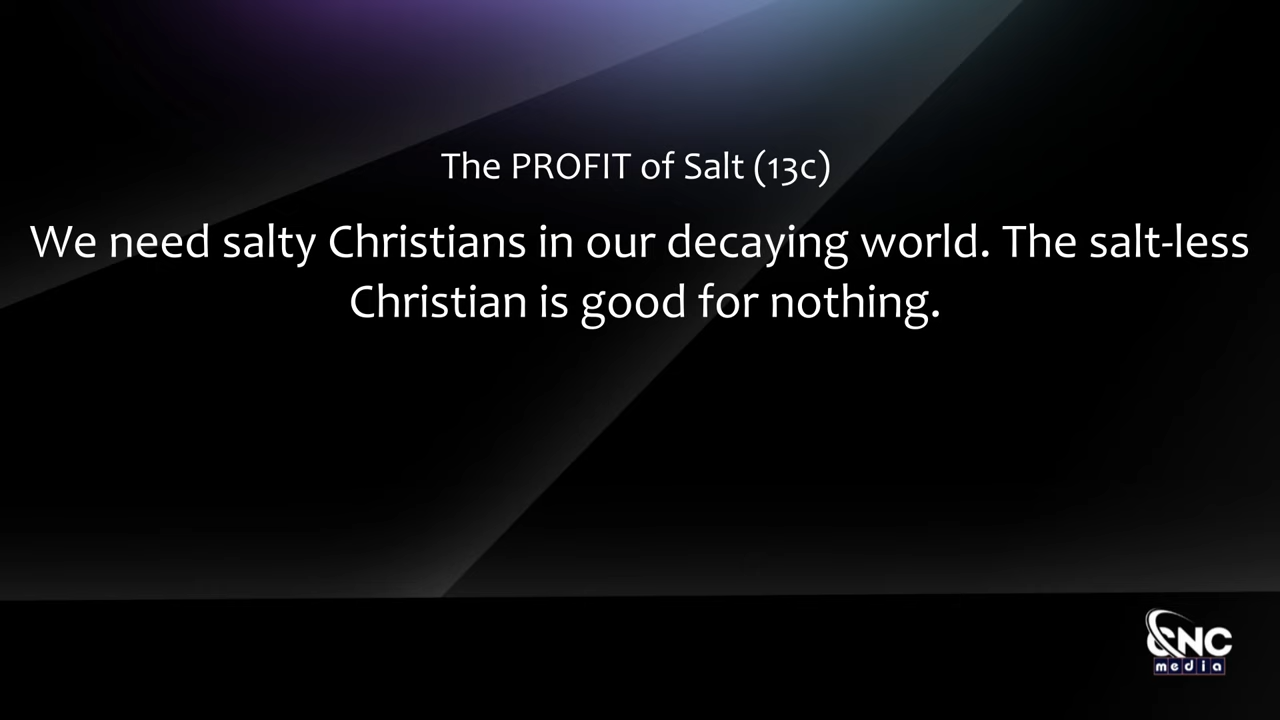 The PROFIT of Salt (13c)
We need salty Christians in our decaying world. The salt-less
Christian is good for nothing.
CNC
media